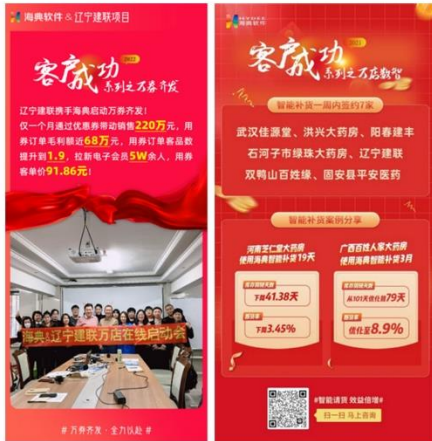 海典软件 & 辽宁建联项目
客户成功
2022
系列之万券齐发
辽宁建联携手海典启动万券齐发!
仅一个月通过优惠券带动销售220万元,用
券订单毛利额近68万元,用券订单客品数
提升到1.9,拉新电子会员5W余人,用券
客单价91.86元!
海典&辽宁建联万店在线启动会
# 万券齐发·全力以赴 #
海典软件
客户成功
2022
系列之万店数智
智能补货一周内签约7家
武汉佳源堂、洪兴大药房、阳春建丰
石河子市绿珠大药房、辽宁建联
双鸭山百姓缘、固安县平安医药
智能补货案例分享
河南芝仁堂大药房
使用海典智能补货19天
下降41.38天
下降3.45%
广西百姓人家大药房
使用海典智能补货3月
从101天优化到79天
优化至8.9%
#智能请货 效益倍增#
扫一扫 马上咨询